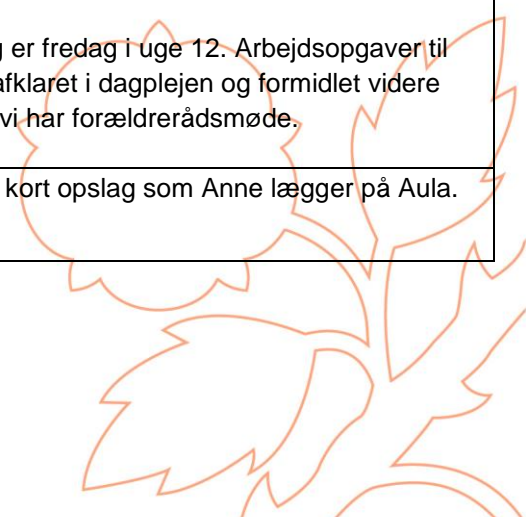 er fredag i uge 12. Arbejdsopgaver til
afklaret i dagplejen og formidlet videre
vi har forældrerådsmøde.
kort opslag som Anne lægger på Aula.